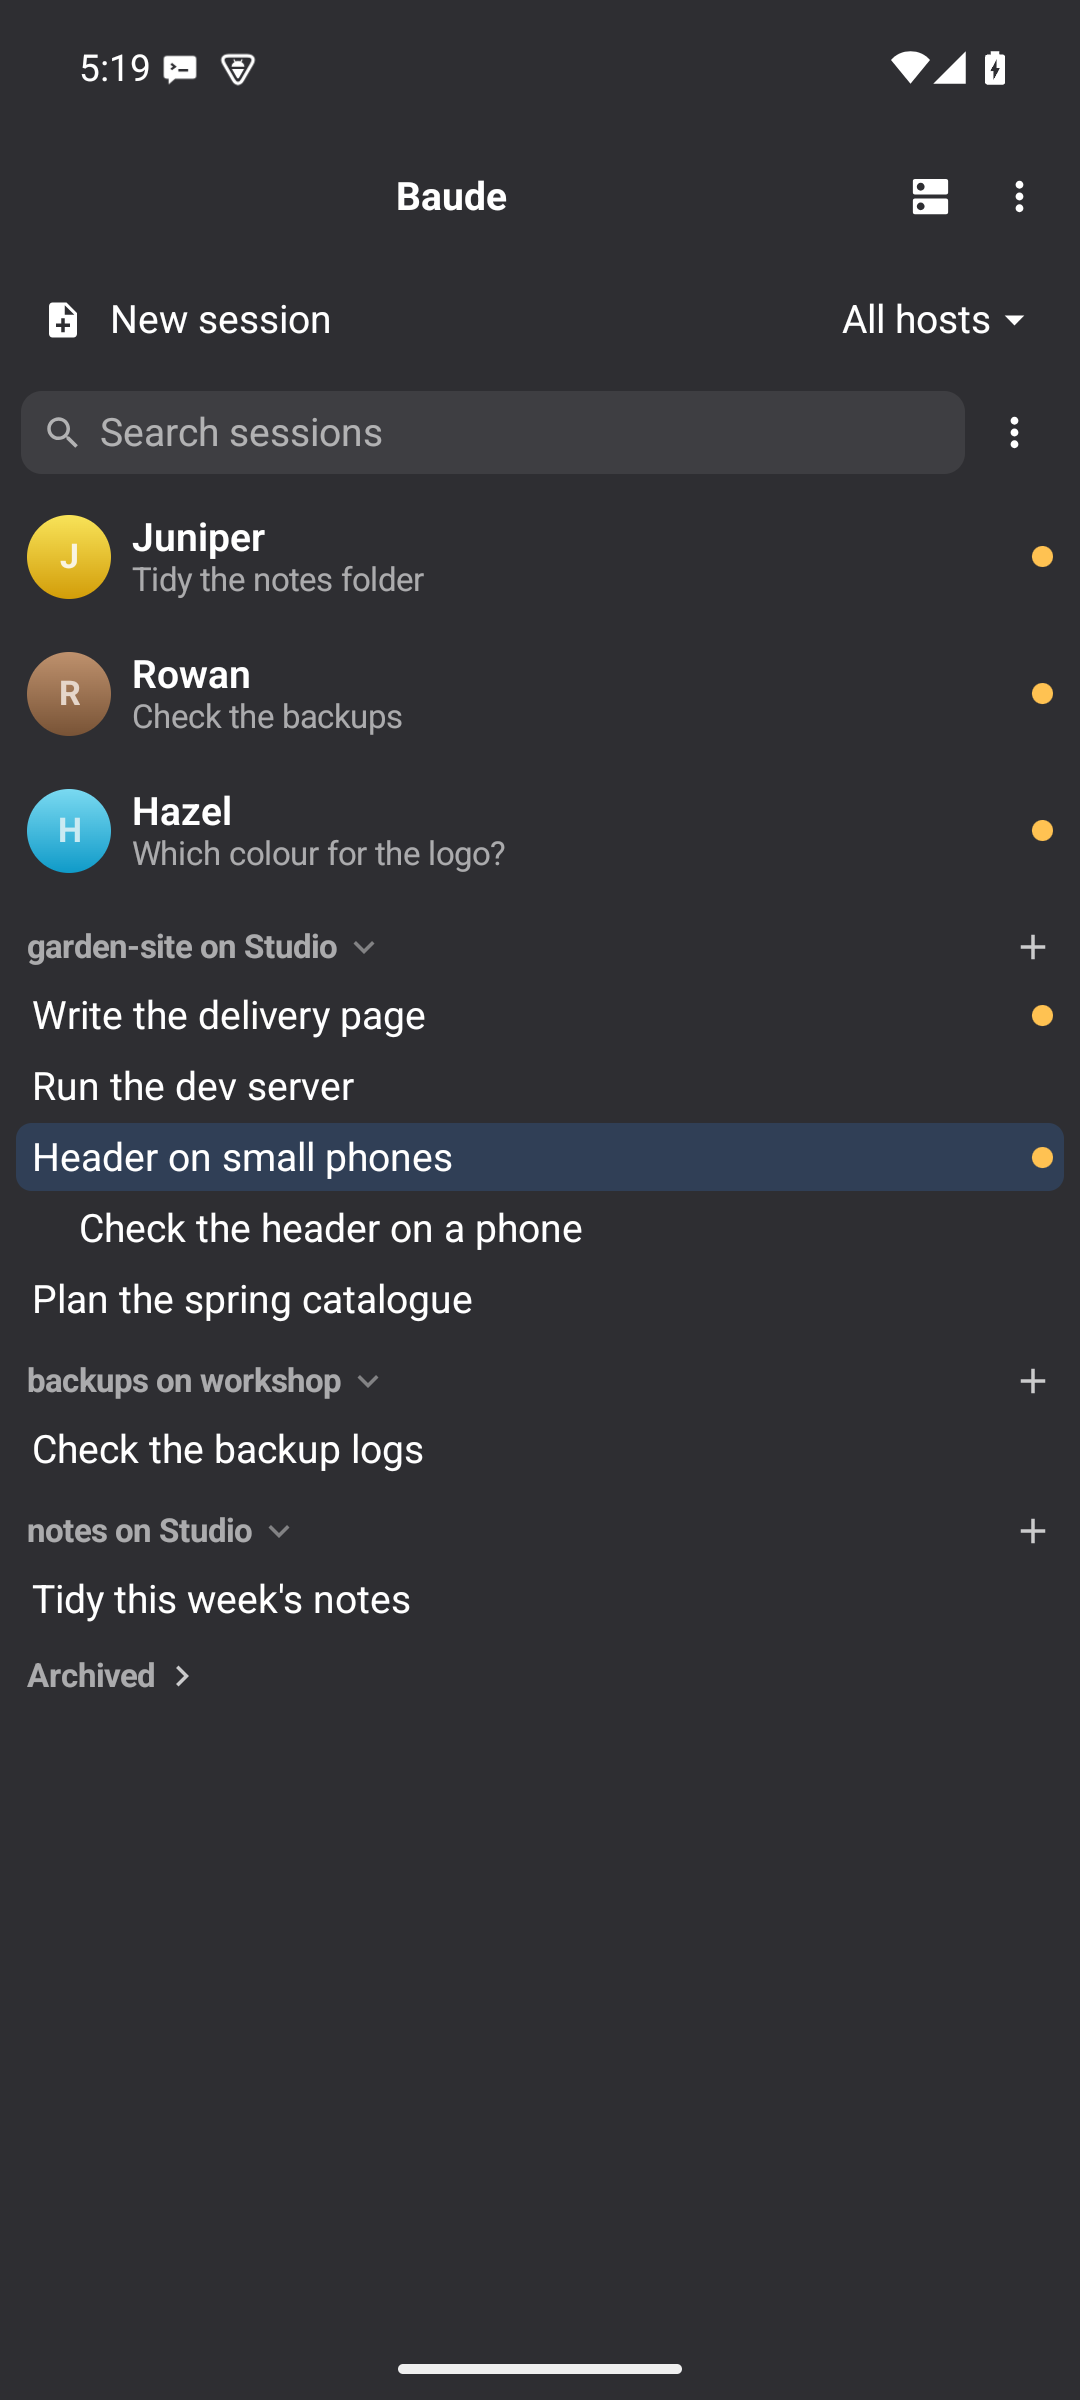 5:19
Baude
New session
All hosts
Search sessions
J
Juniper
Tidy the notes folder
R
Rowan
Check the backups
H
Hazel
Which colour for the logo?
garden-site on Studio
Write the delivery page
Run the dev server
Header on small phones
Check the header on a phone
Plan the spring catalogue
backups on workshop
Check the backup logs
notes on Studio
Tidy this week's notes
Archived